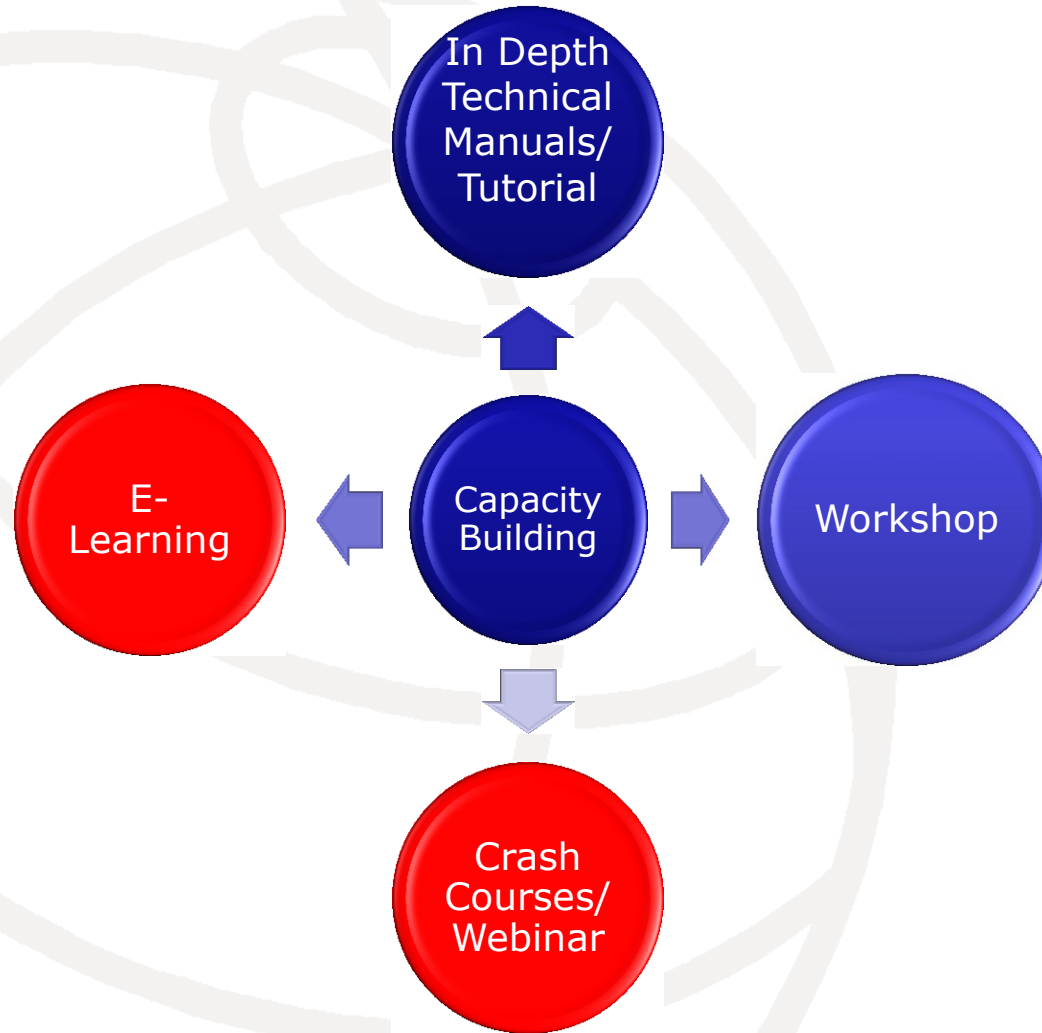 In Depth
Technical
Manuals/
Tutorial
E-
Learning
Capacity
Building
Workshop
Crash
Courses/
Webinar